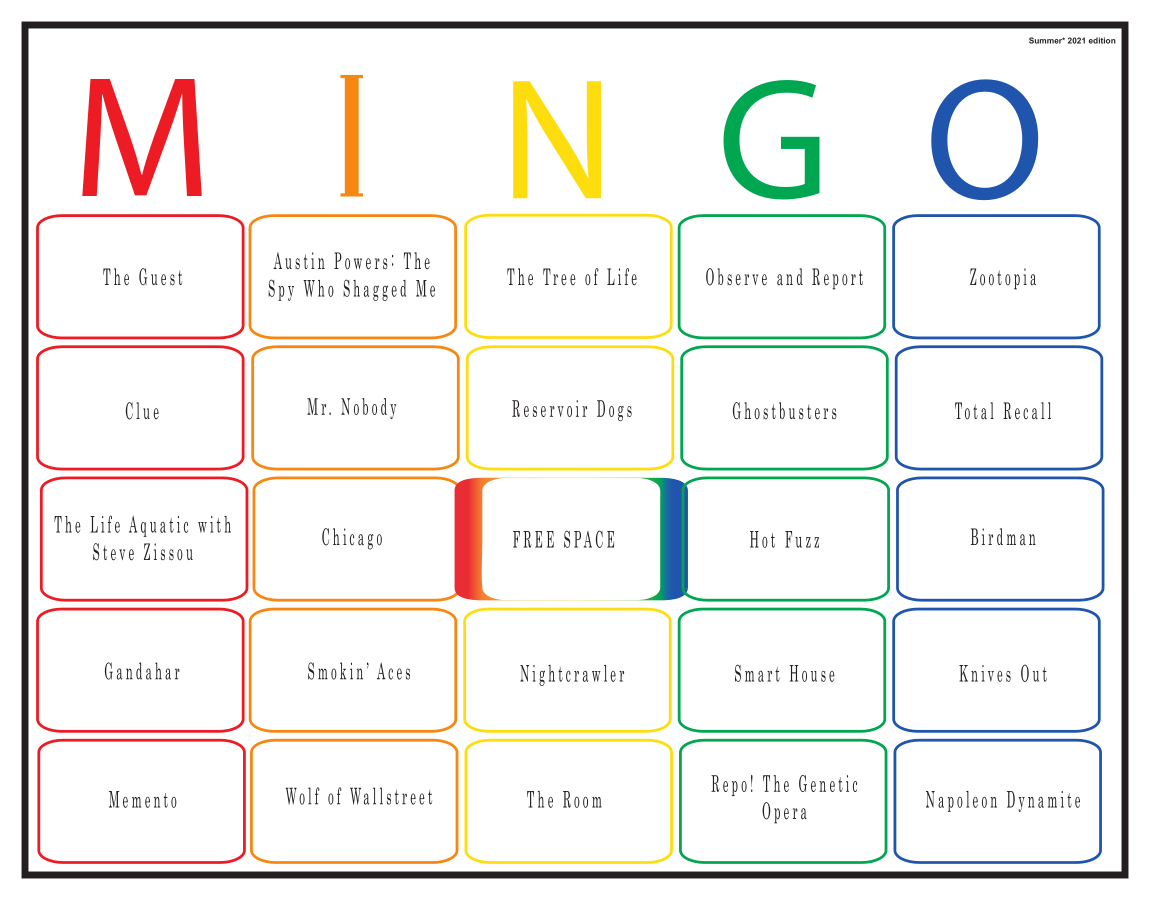 Summer* 2021 edition
M I N G O
The Guest
Austin Powers: The
Spy Who Shagged Me
The Tree of Life
Observe and Report
Zootopia
Clue
Mr. Nobody
Reservoir Dogs
Ghostbusters
Total Recall
The Life Aquatic with
Steve Zissou
Chicago
FREE SPACE
Hot Fuzz
Birdman
Gandahar
Smokin' Aces
Nightcrawler
Smart House
Knives Out
Memento
Wolf of Wallstreet
The Room
Repo! The Genetic
Opera
Napoleon Dynamite